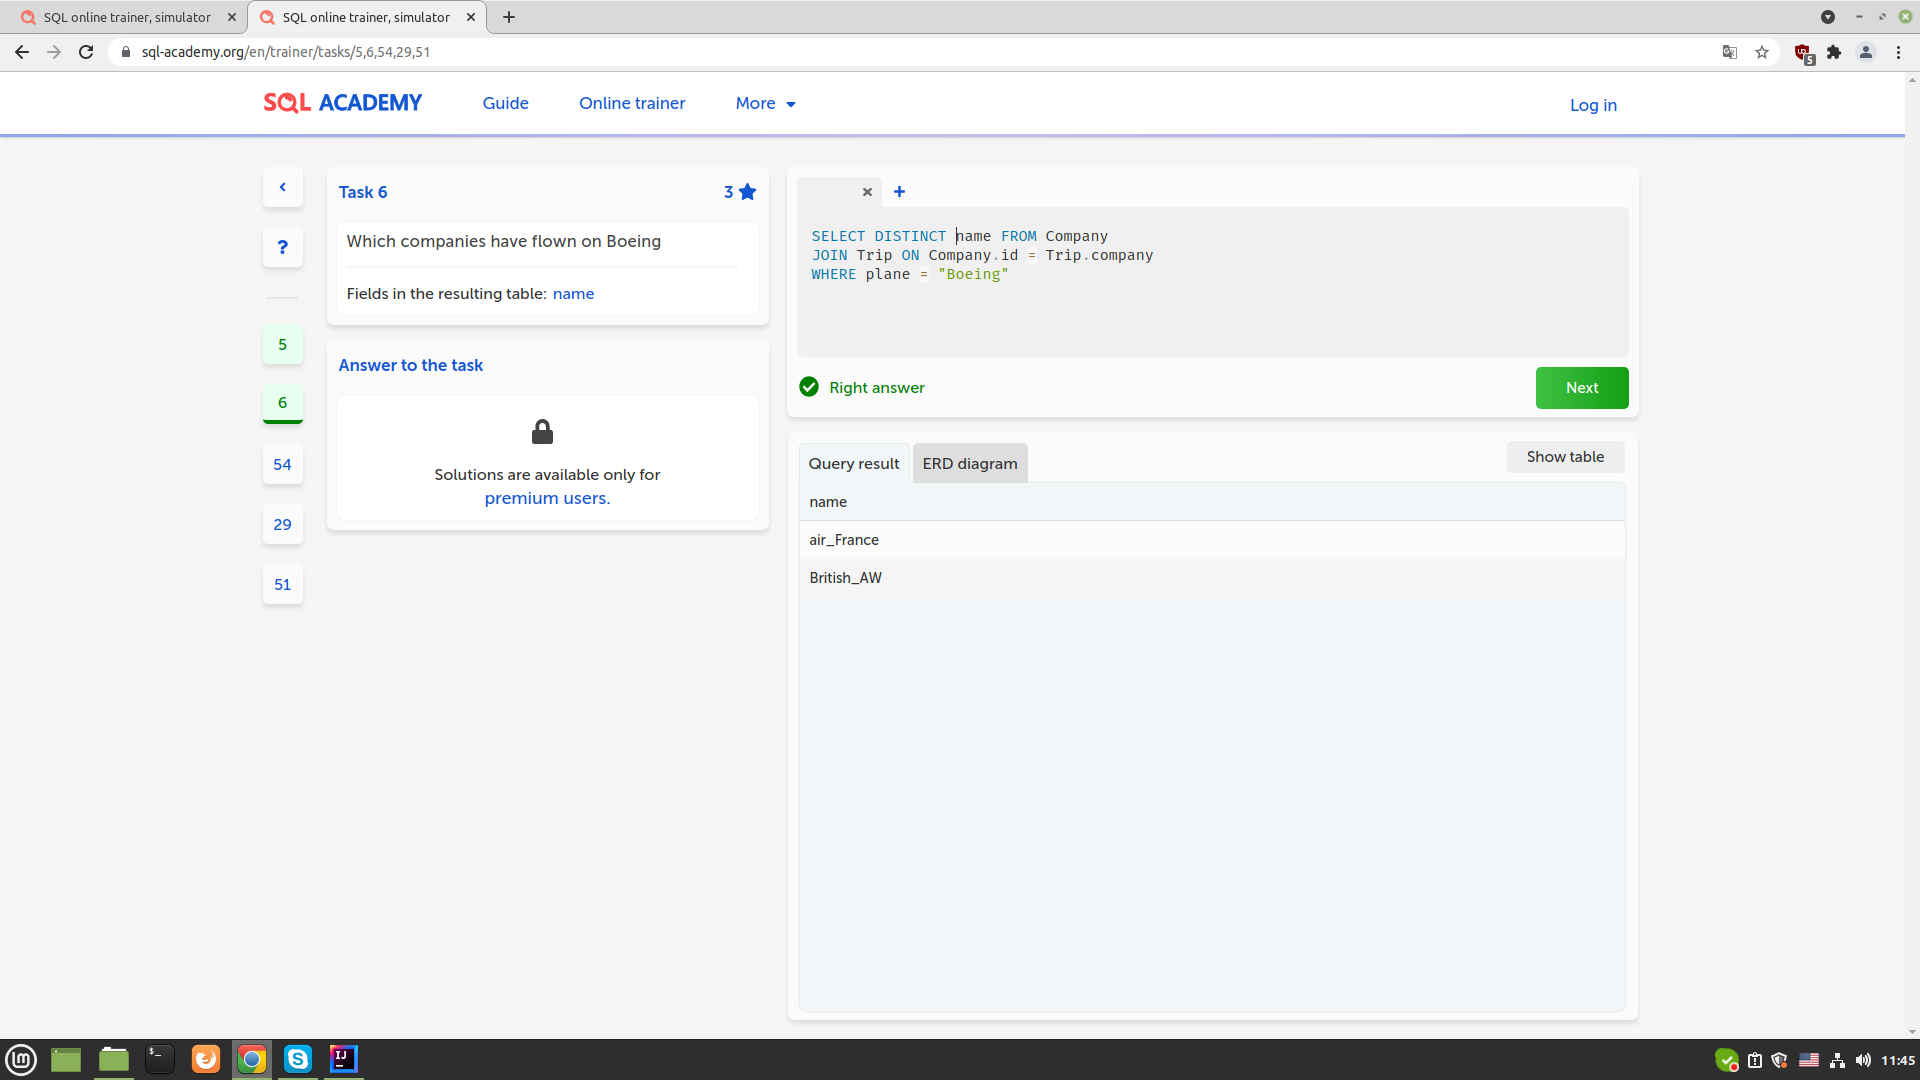 SQL online trainer, simulator
SQL online trainer, simulator
sql-academy.org/en/trainer/tasks/5,6,54,29,51
5
SQL ACADEMY
Guide
Online trainer
More
Log in
?
5
6
54
29
51
Task 6
3
Which companies have flown on Boeing
Fields in the resulting table: name
Answer to the task
Solutions are available only for
premium users.
SELECT DISTINCT name FROM Company
JOIN Trip ON Company.id = Trip.company
WHERE plane = "Boeing"
Right answer
Next
Query result
ERD diagram
Show table
name
air_France
British_AW
IJ
11:45